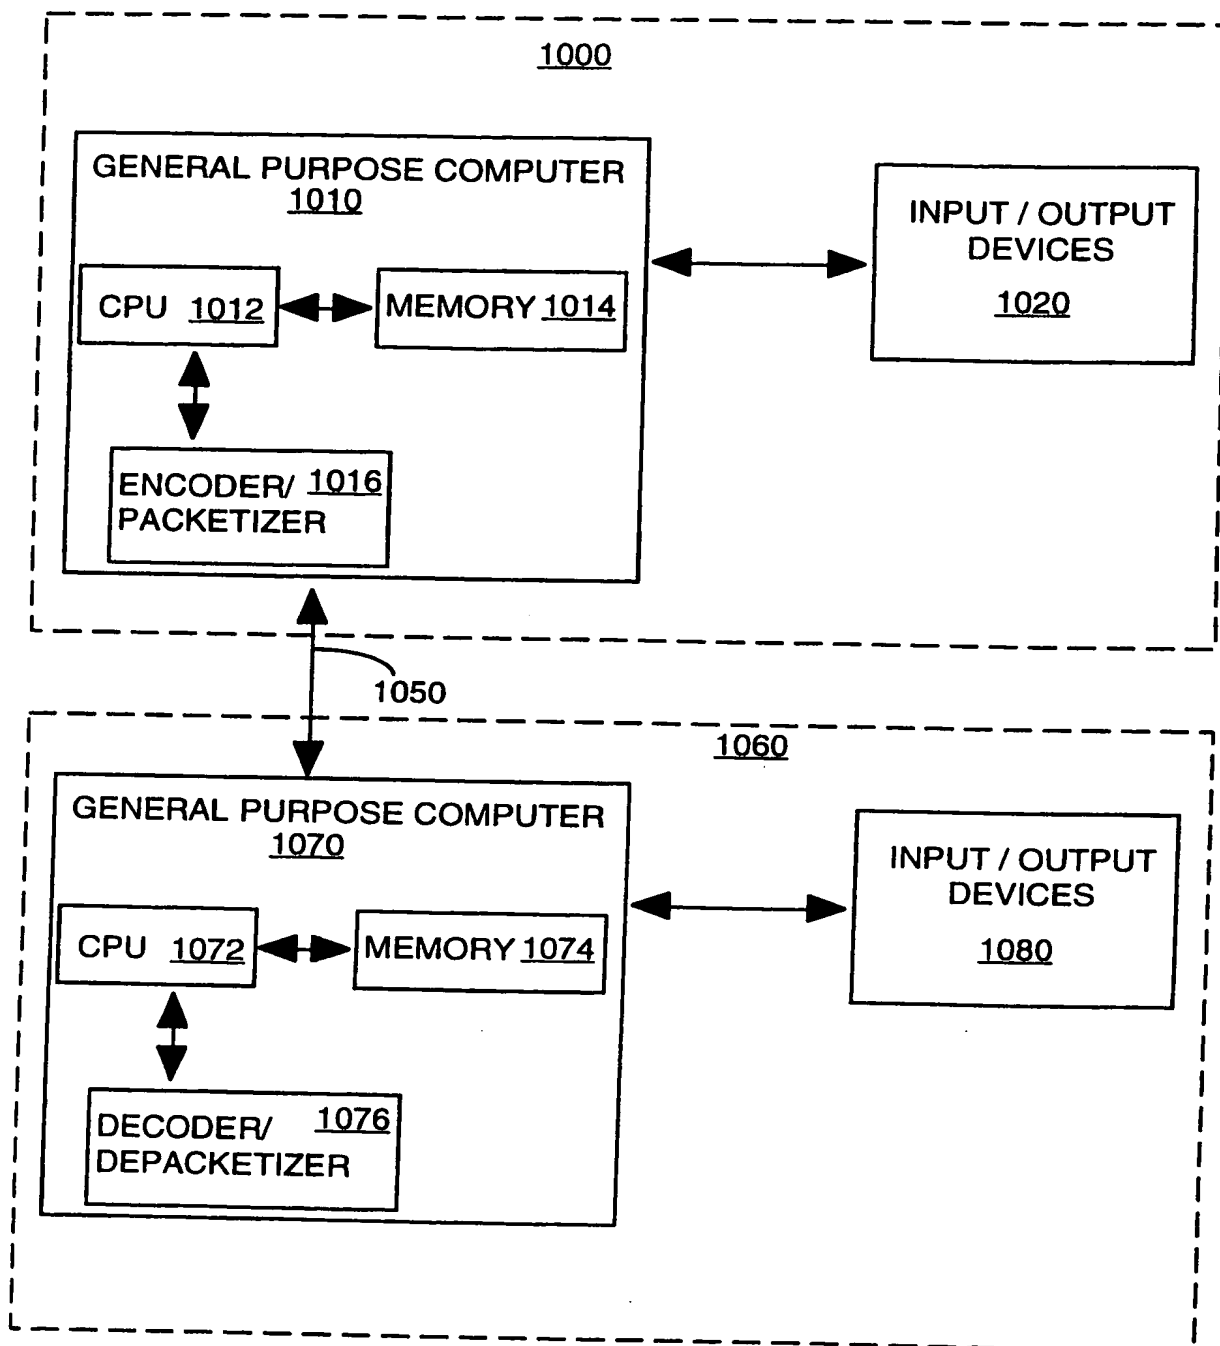 1000
GENERAL PURPOSE COMPUTER
1010
CPU 1012
MEMORY 1014
ENCODER/ 1016
PACKETIZER
INPUT / OUTPUT
DEVICES
1020
1050
1060
GENERAL PURPOSE COMPUTER
1070
CPU 1072
MEMORY 1074
DECODER/ 1076
DEPACKETIZER
INPUT / OUTPUT
DEVICES
1080